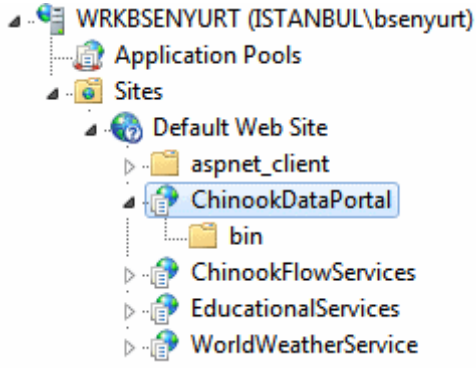 WRKBSENYURT (ISTANBUL\bsenyurt)
Application Pools
Sites
Default Web Site
aspnet_client
ChinookDataPortal
bin
ChinookFlowServices
EducationalServices
WorldWeatherService